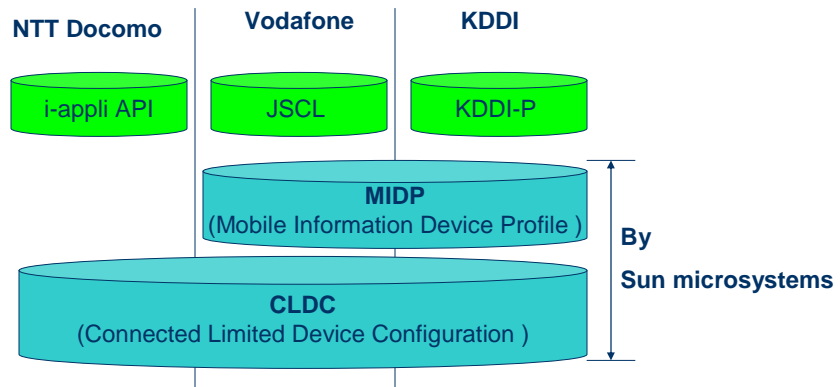 NTT Docomo
Vodafone
KDDI
i-appli API
JSCL
KDDI-P
MIDP
(Mobile Information Device Profile )
By
Sun microsystems
CLDC
(Connected Limited Device Configuration )